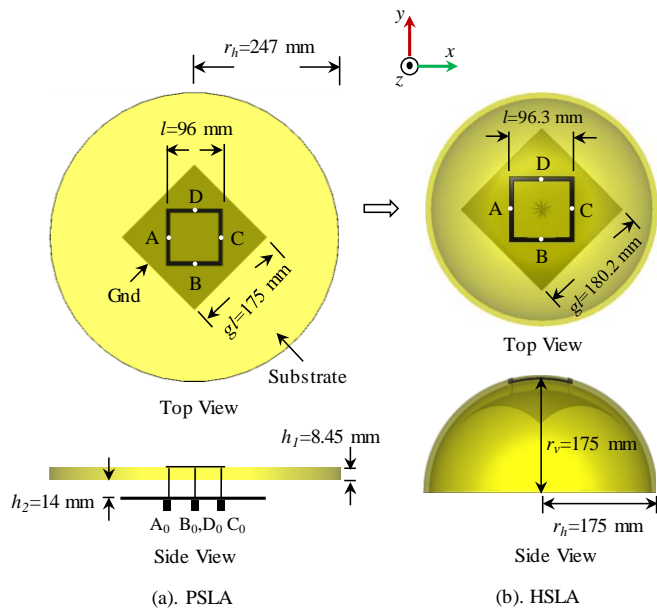 y
x
z
r_h=247 mm
l=96 mm
D
A
C
B
Gnd
gl=175 mm
Substrate
Top View
l=96.3 mm
D
A
C
B
gl=180.2 mm
Top View
h_1=8.45 mm
h_2=14 mm
A_0 B_0,D_0 C_0
Side View
(a). PSLA
r_v=175 mm
r_h=175 mm
Side View
(b). HSLA